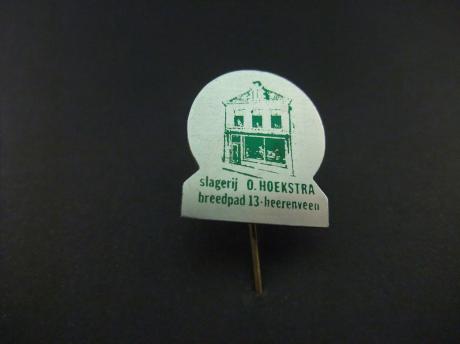 slagerij O. HOEKSTRA
breedpad 13-heerenveen